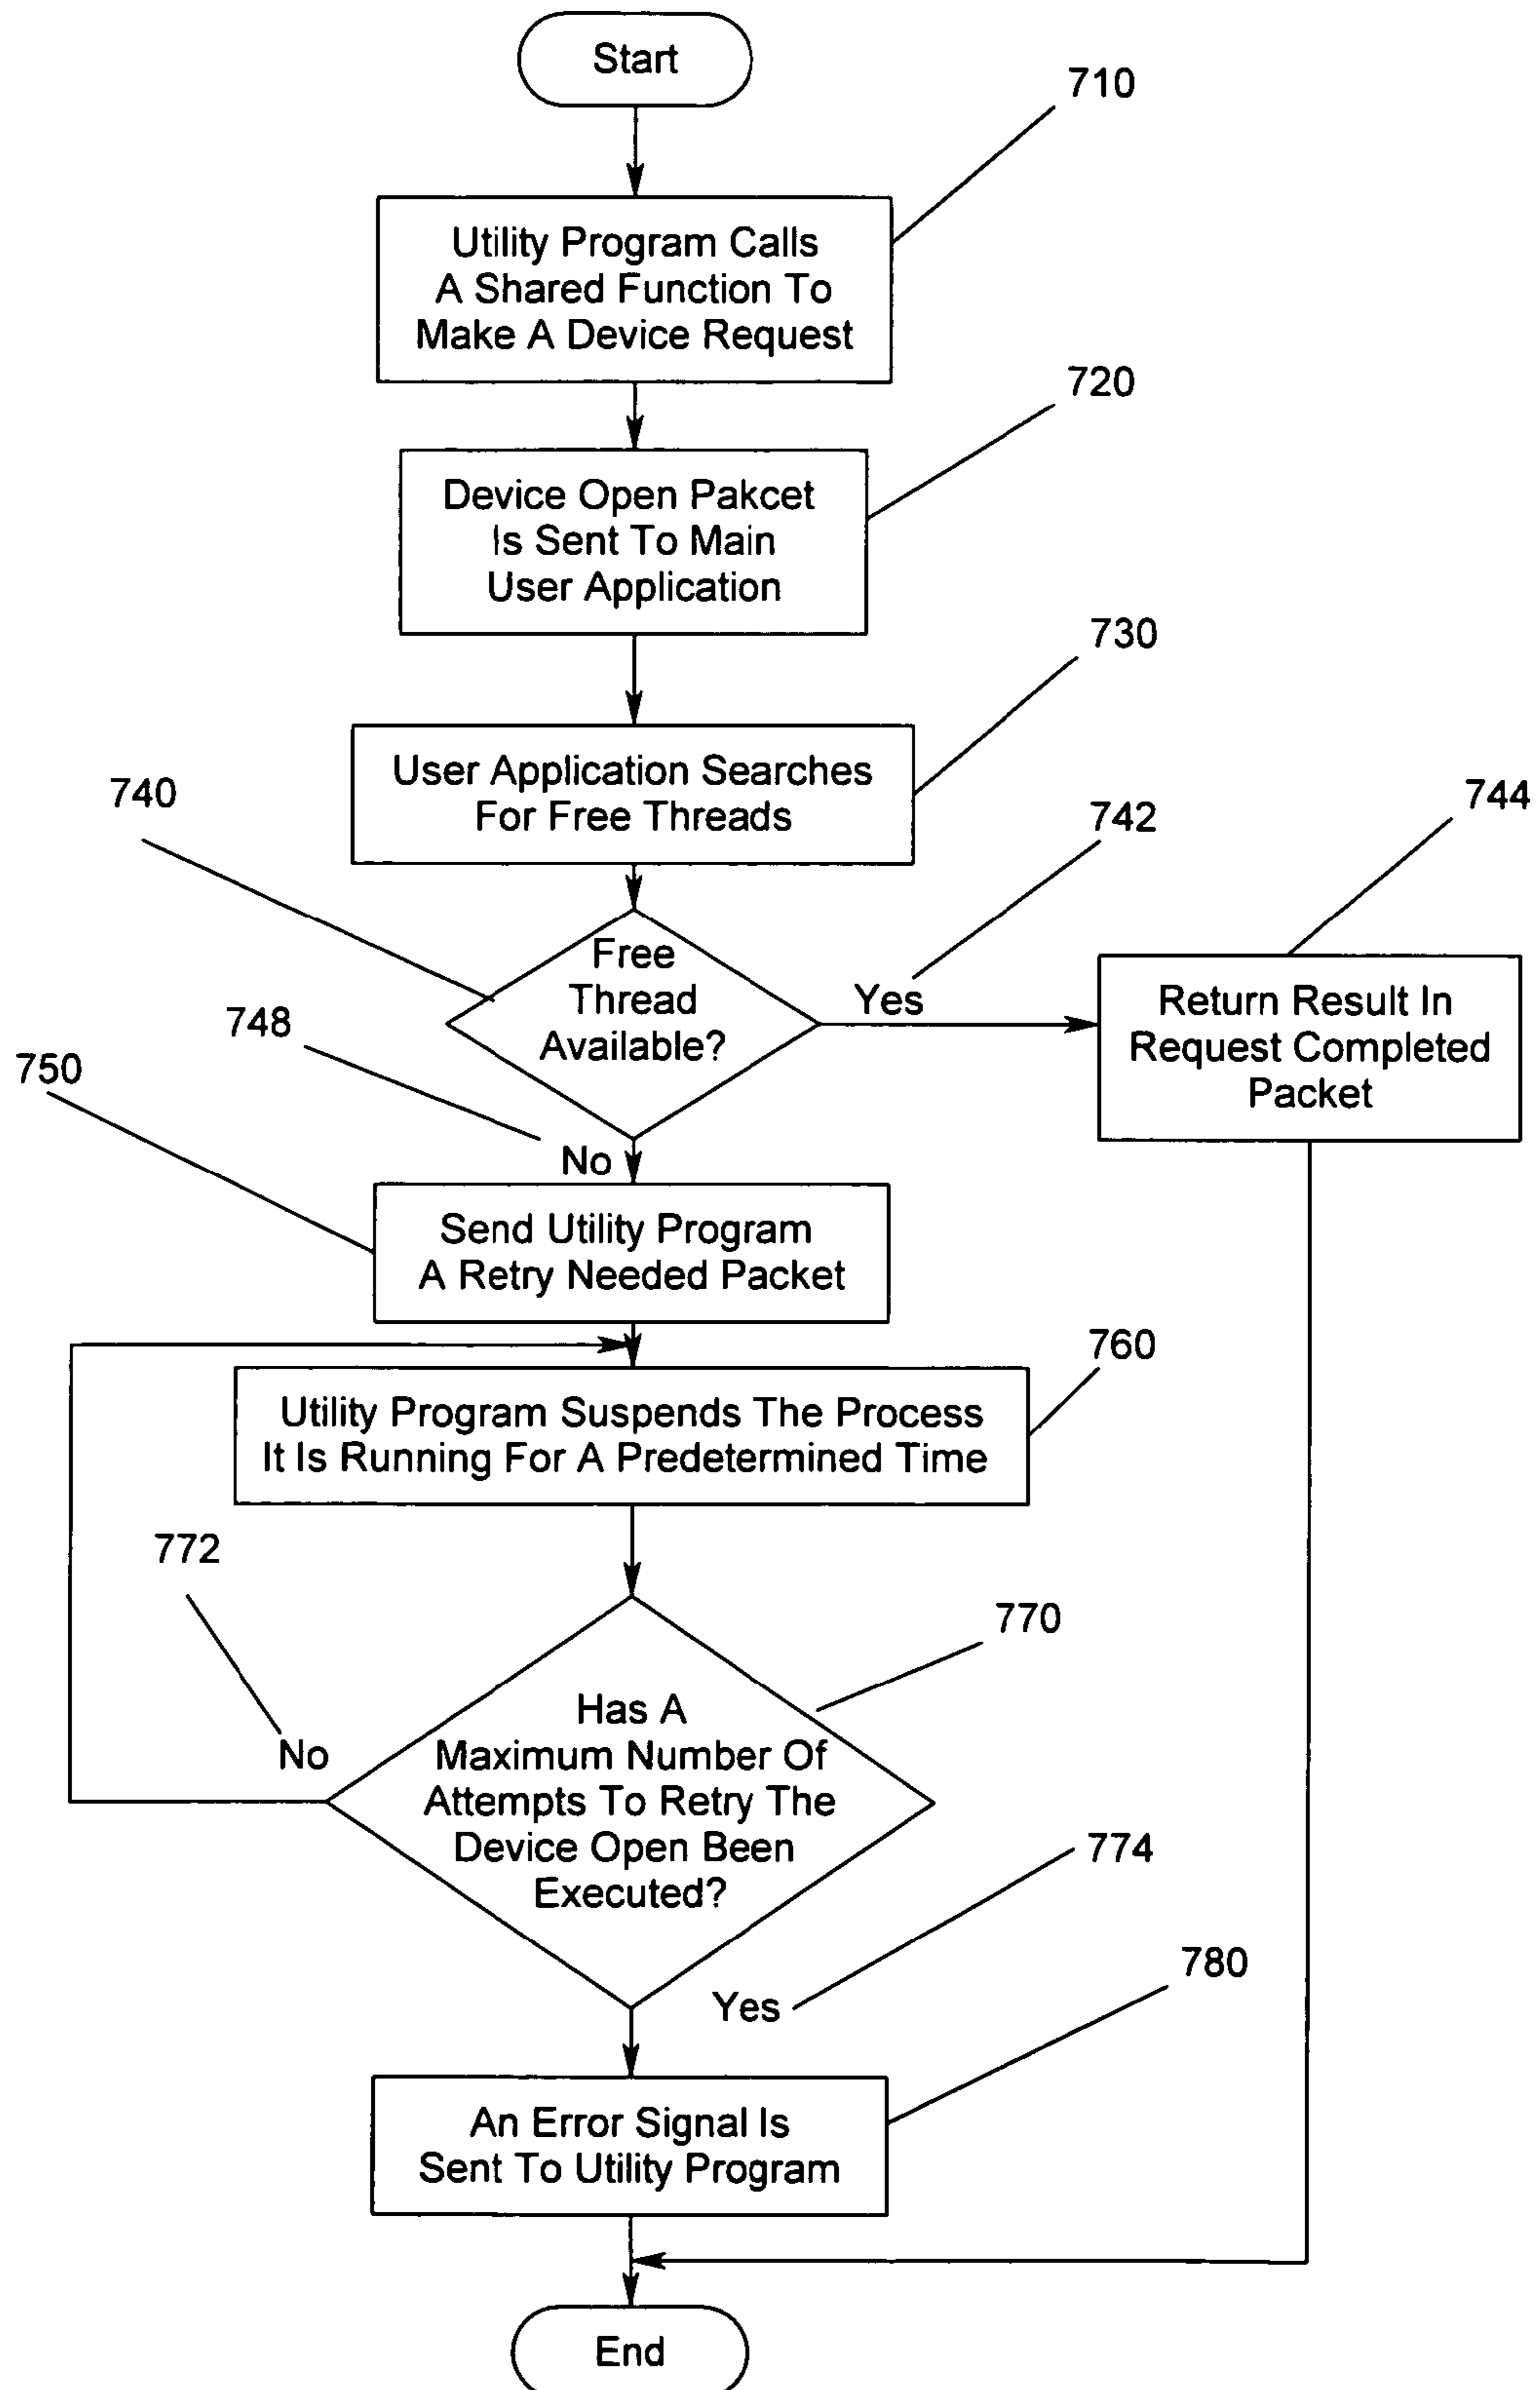 Start
710
Utility Program Calls
A Shared Function To
Make A Device Request
720
Device Open Pakcet
Is Sent To Main
User Application
730
User Application Searches
For Free Threads
740
742
744
Free
Thread
Available?
Yes
Return Result In
Request Completed
Packet
748
750
No
Send Utility Program
A Retry Needed Packet
760
Utility Program Suspends The Process
It Is Running For A Predetermined Time
772
770
No
Has A
Maximum Number Of
Attempts To Retry The
Device Open Been
Executed?
774
Yes
780
An Error Signal Is
Sent To Utility Program
End